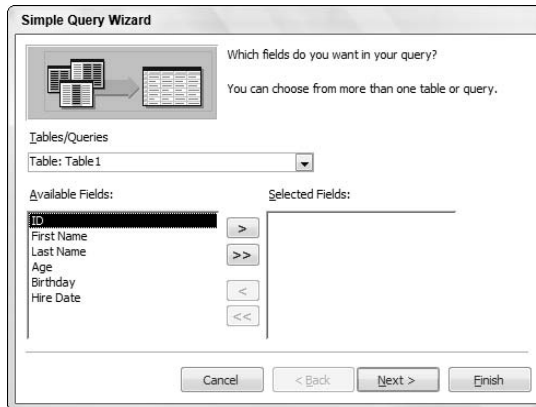 Simple Query Wizard
Which fields do you want in your query?
You can choose from more than one table or query.
Tables/Queries
Table: Table1
Available Fields:
Selected Fields:
ID
First Name
Last Name
Age
Birthday
Hire Date
>
>>
<
<<
Cancel
< Back
Next >
Finish